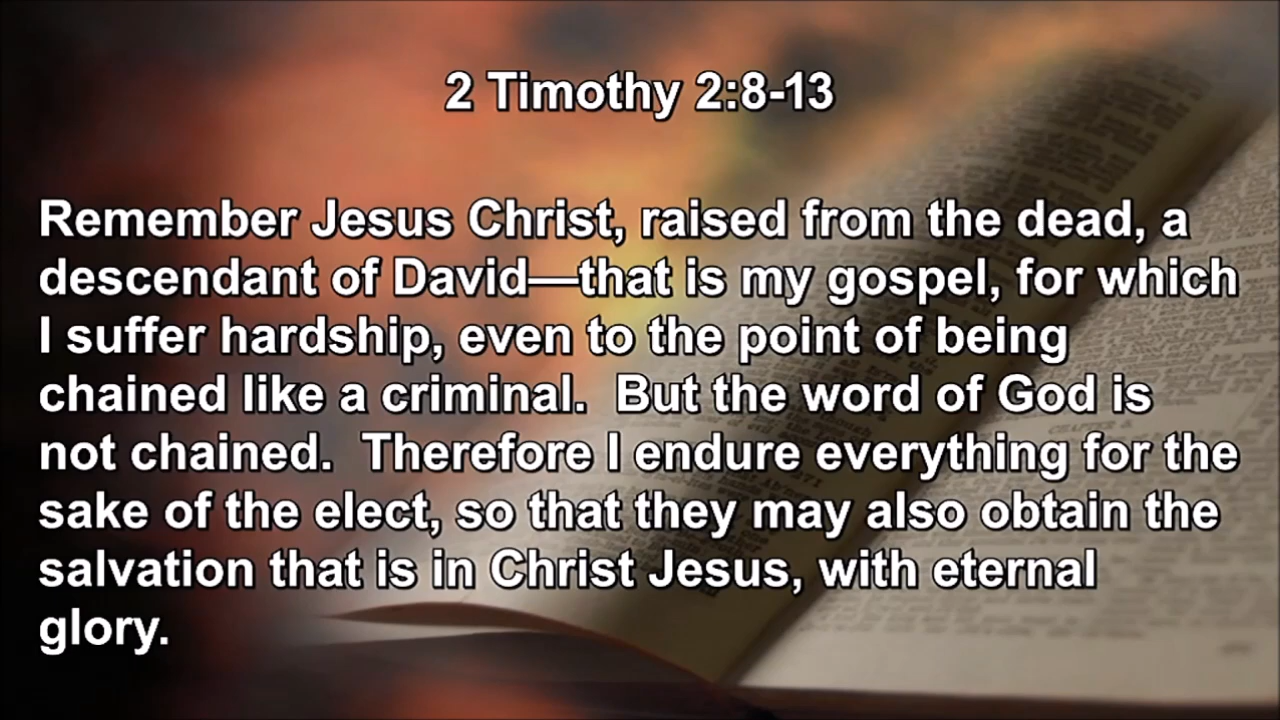 2 Timothy 2:8-13
Remember Jesus Christ, raised from the dead, a
descendant of David—that is my gospel, for which
I suffer hardship, even to the point of being
chained like a criminal.  But the word of God is
not chained.  Therefore I endure everything for the
sake of the elect, so that they may also obtain the
salvation that is in Christ Jesus, with eternal
glory.